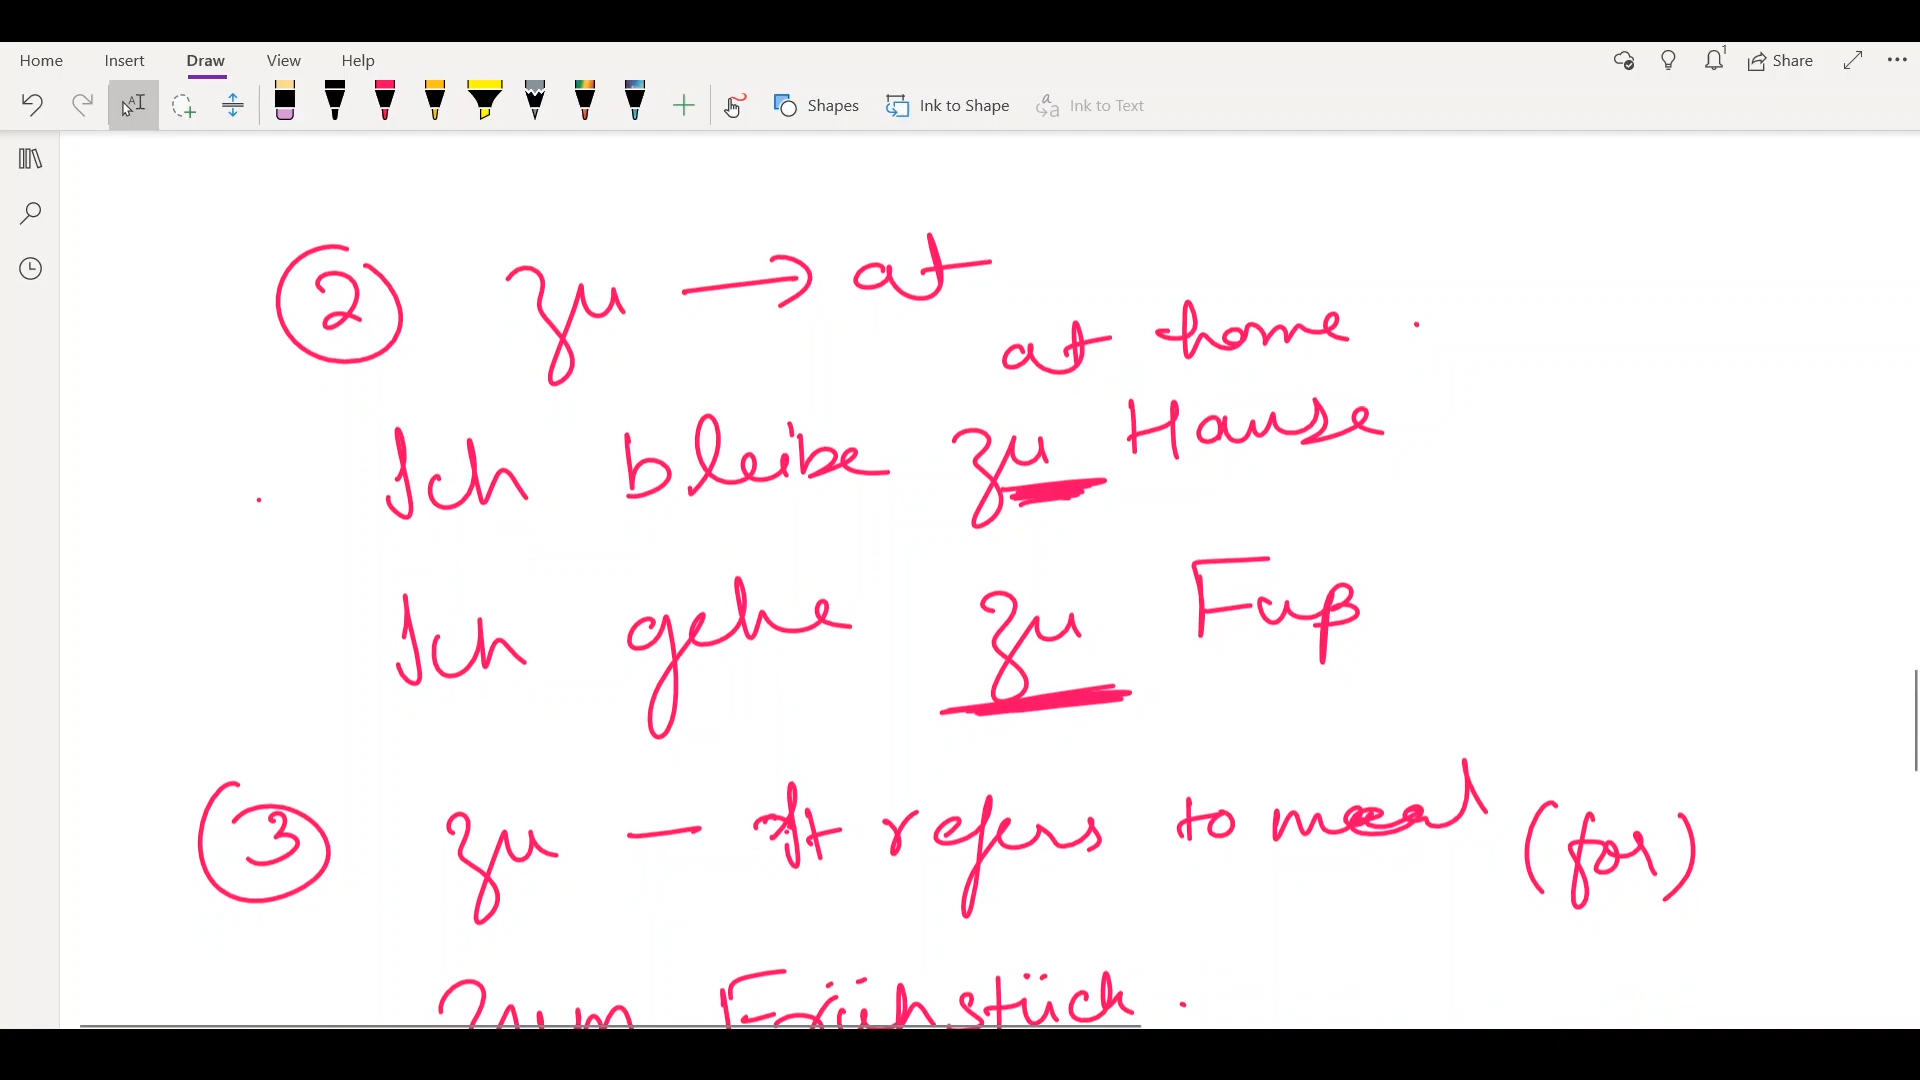 Home Insert Draw View Help 1 Share
Shapes Ink to Shape Ink to Text
② zu → at
at home.
Ich bleibe zu Hause
Ich gehe zu Fuß
③ zu – It refers to meal (for)
Zum Frühstück.